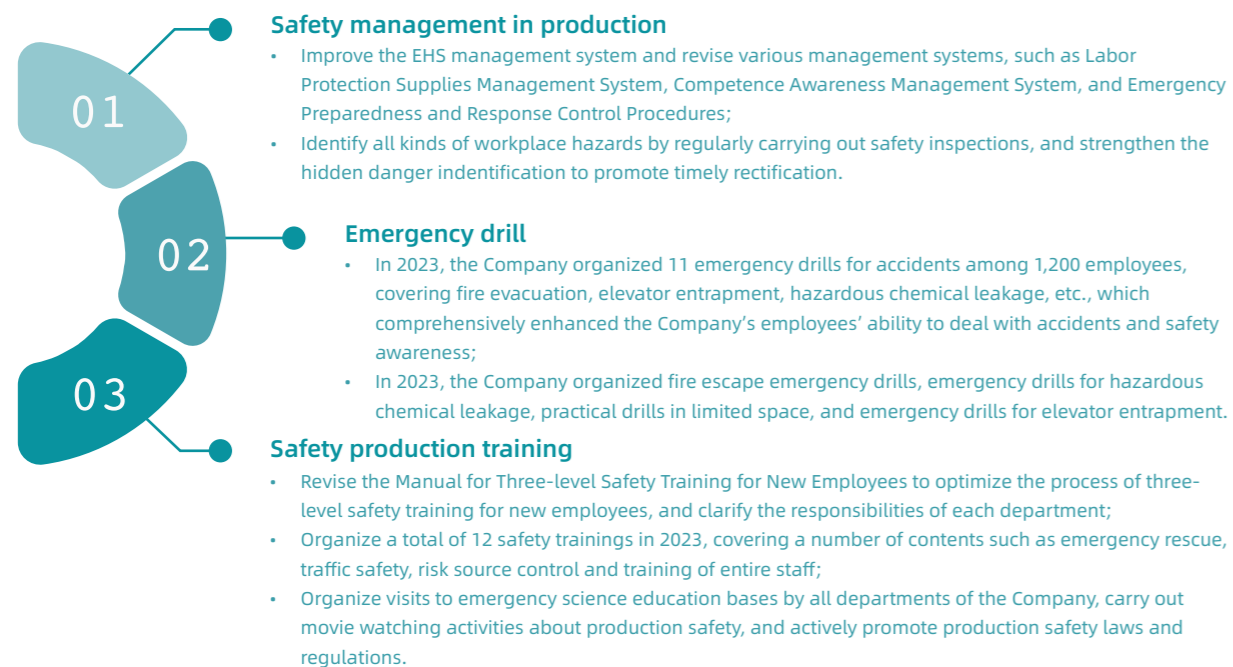 01
Safety management in production
• Improve the EHS management system and revise various management systems, such as Labor
Protection Supplies Management System, Competence Awareness Management System, and Emergency
Preparedness and Response Control Procedures;
• Identify all kinds of workplace hazards by regularly carrying out safety inspections, and strengthen the
hidden danger indentification to promote timely rectification.
02
Emergency drill
• In 2023, the Company organized 11 emergency drills for accidents among 1,200 employees,
covering fire evacuation, elevator entrapment, hazardous chemical leakage, etc., which
comprehensively enhanced the Company’s employees’ ability to deal with accidents and safety
awareness;
• In 2023, the Company organized fire escape emergency drills, emergency drills for hazardous
chemical leakage, practical drills in limited space, and emergency drills for elevator entrapment.
03
Safety production training
• Revise the Manual for Three-level Safety Training for New Employees to optimize the process of three-
level safety training for new employees, and clarify the responsibilities of each department;
• Organize a total of 12 safety trainings in 2023, covering a number of contents such as emergency rescue,
traffic safety, risk source control and training of entire staff;
• Organize visits to emergency science education bases by all departments of the Company, carry out
movie watching activities about production safety, and actively promote production safety laws and
regulations.